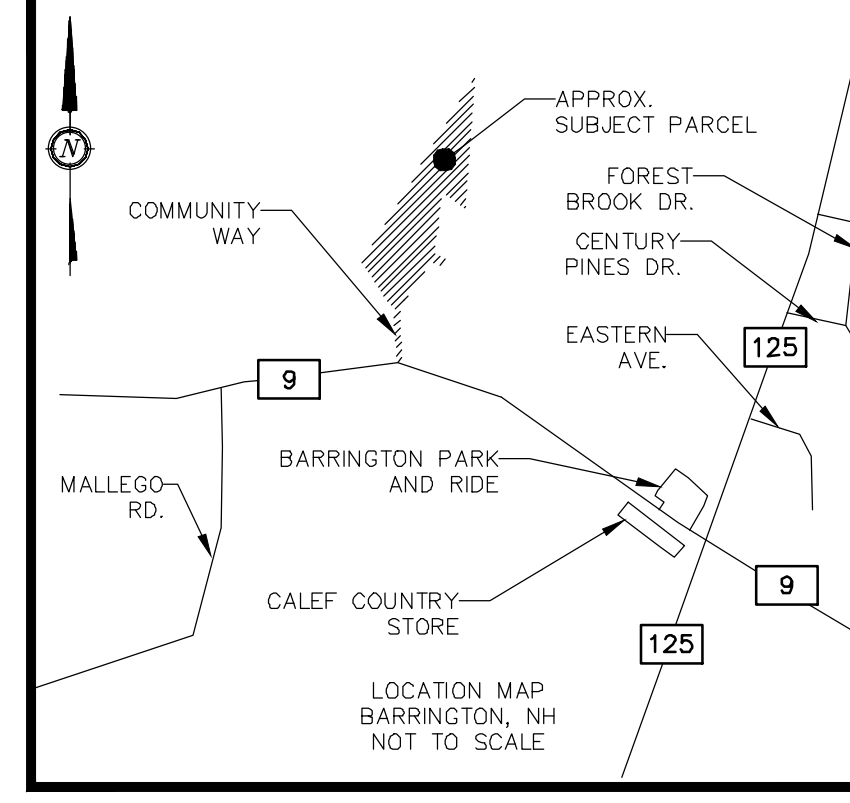 APPROX.
SUBJECT PARCEL
N
FOREST
BROOK DR.
COMMUNITY
WAY
CENTURY
PINES DR.
EASTERN
AVE.
125
9
BARRINGTON PARK
AND RIDE
MALLEGO
RD.
9
CALEF COUNTRY
STORE
125
LOCATION MAP
BARRINGTON, NH
NOT TO SCALE